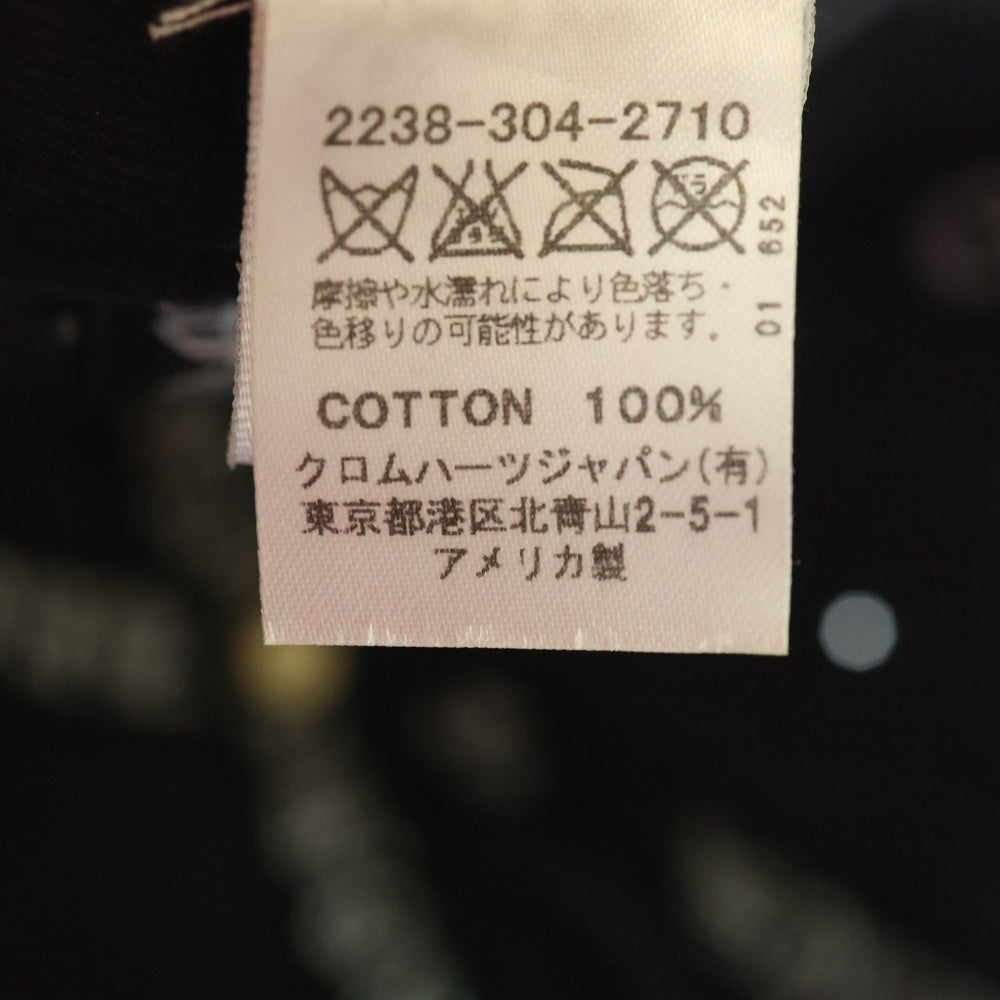 2238-304-2710
摩擦や水濡れにより色落ち・
色移りの可能性があります。
01 652
COTTON 100%
クロムハーツジャパン(有)
東京都港区北青山2-5-1
アメリカ製